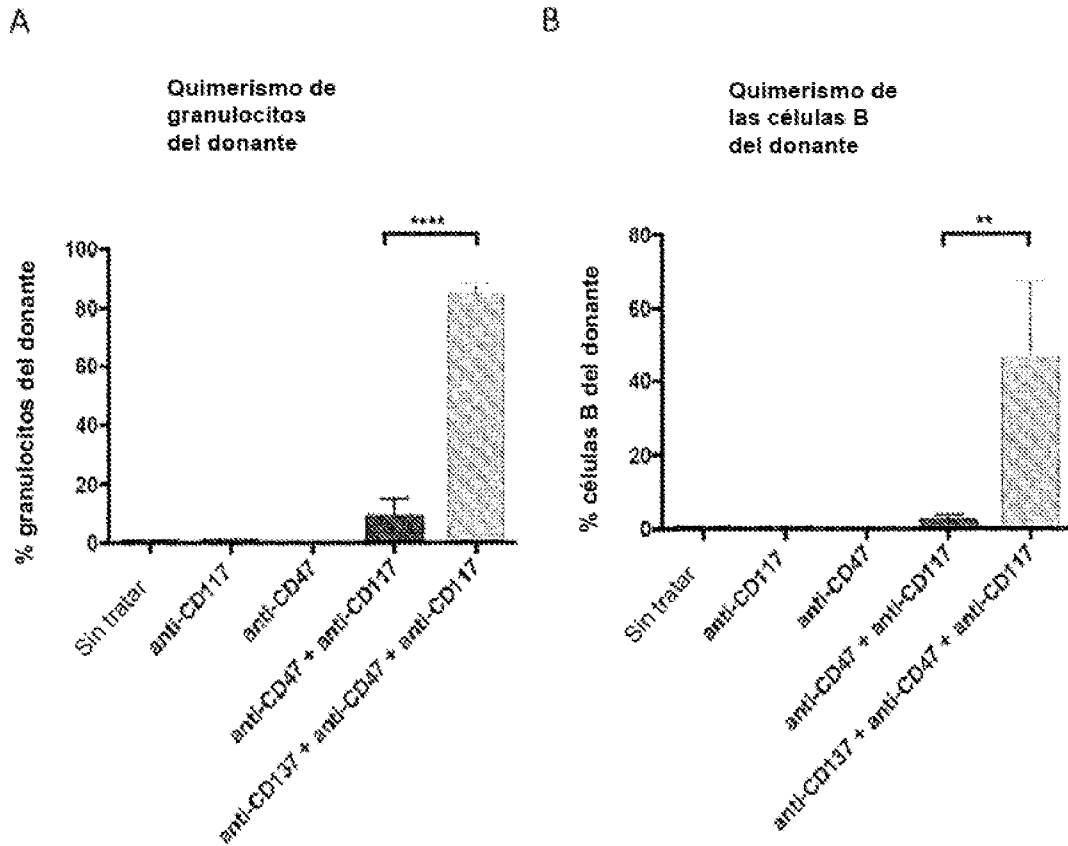 A
Quimerismo de
granulocitos
del donante
****
% granulocitos del donante
100
80
60
40
20
0
Sin tratar
anti-CD117
anti-CD47
anti-CD47 + anti-CD117
anti-CD137 + anti-CD47 + anti-CD117
B
Quimerismo de
las células B
del donante
**
% células B del donante
80
60
40
20
0
Sin tratar
anti-CD117
anti-CD47
anti-CD47 + anti-CD117
anti-CD137 + anti-CD47 + anti-CD117